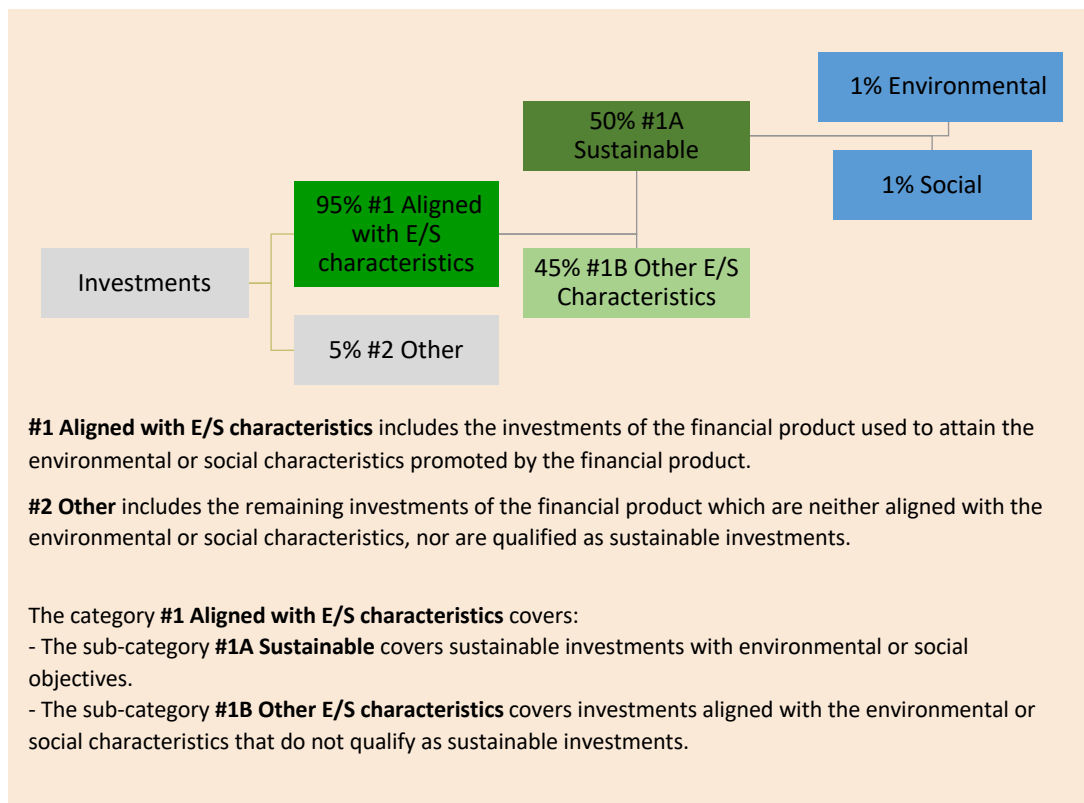 1% Environmental
50% #1A
Sustainable
1% Social
95% #1 Aligned
with E/S
characteristics
Investments
45% #1B Other E/S
Characteristics
5% #2 Other
#1 Aligned with E/S characteristics includes the investments of the financial product used to attain the
environmental or social characteristics promoted by the financial product.
#2 Other includes the remaining investments of the financial product which are neither aligned with the
environmental or social characteristics, nor are qualified as sustainable investments.
The category #1 Aligned with E/S characteristics covers:
- The sub-category #1A Sustainable covers sustainable investments with environmental or social
objectives.
- The sub-category #1B Other E/S characteristics covers investments aligned with the environmental or
social characteristics that do not qualify as sustainable investments.